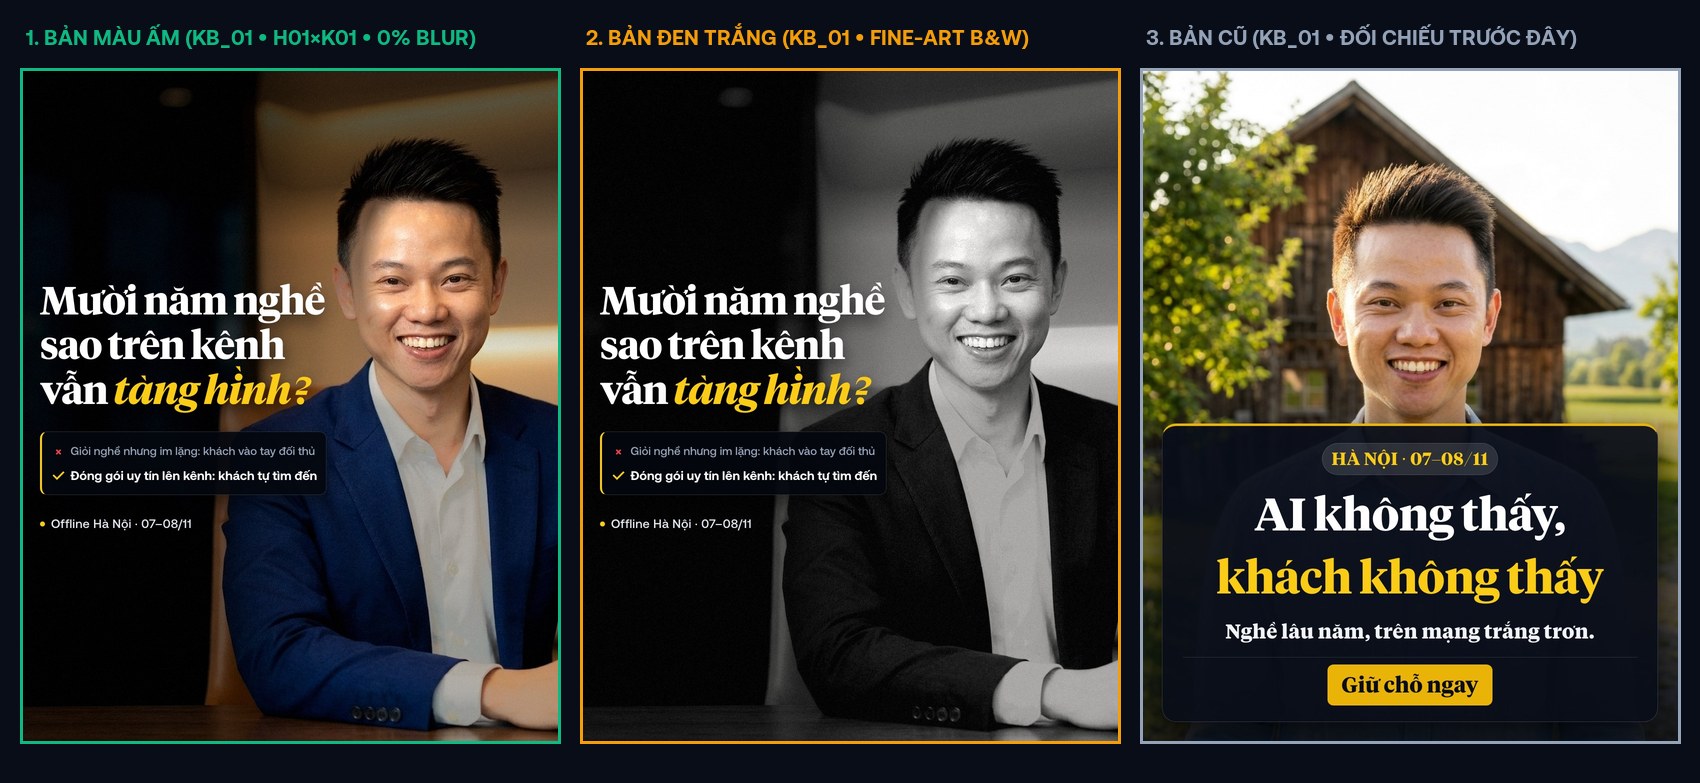 1. BẢN MÀU ẤM (KB_01 • H01×K01 • 0% BLUR)
Mười năm nghề
sao trên kênh
vẫn tàng hình?
× Giỏi nghề nhưng im lặng: khách vào tay đối thủ
✓ Đóng gói uy tín lên kênh: khách tự tìm đến
• Offline Hà Nội · 07–08/11
2. BẢN ĐEN TRẮNG (KB_01 • FINE-ART B&W)
Mười năm nghề
sao trên kênh
vẫn tàng hình?
× Giỏi nghề nhưng im lặng: khách vào tay đối thủ
✓ Đóng gói uy tín lên kênh: khách tự tìm đến
• Offline Hà Nội · 07–08/11
3. BẢN CŨ (KB_01 • ĐỐI CHIẾU TRƯỚC ĐÂY)
HÀ NỘI · 07–08/11
AI không thấy,
khách không thấy
Nghề lâu năm, trên mạng trắng trơn.
Giữ chỗ ngay